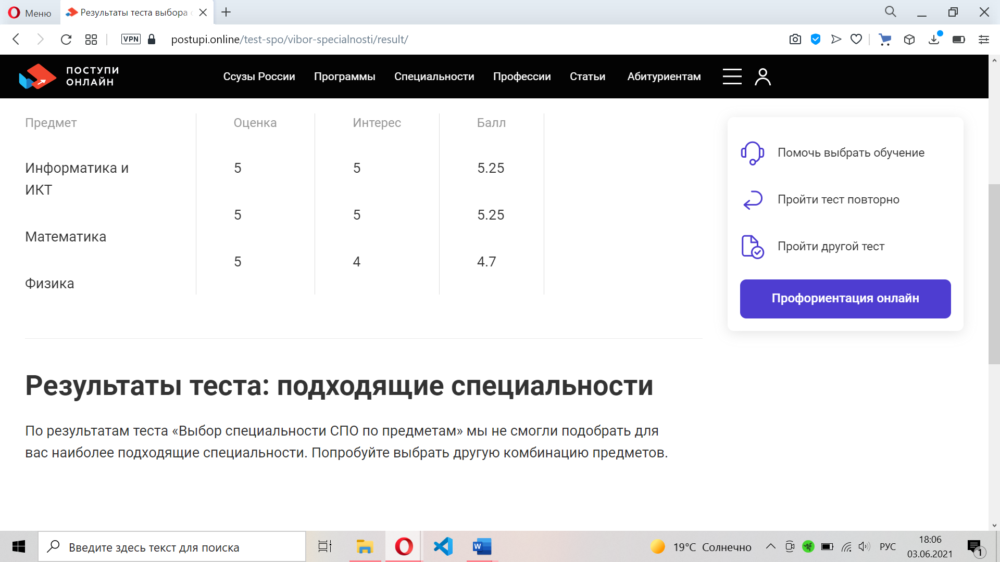 Меню
Результаты теста выбора
VPN
postupi.online/test-spo/vibor-specialnosti/result/
ПОСТУПИ
ОНЛАЙН
Ссузы России Программы Специальности Профессии Статьи Абитуриентам
Предмет Оценка Интерес Балл
Информатика и 5 5 5.25
ИКТ
5 5 5.25
Математика
5 4 4.7
Физика
Помочь выбрать обучение
Пройти тест повторно
Пройти другой тест
Профориентация онлайн
Результаты теста: подходящие специальности
По результатам теста «Выбор специальности СПО по предметам» мы не смогли подобрать для
вас наиболее подходящие специальности. Попробуйте выбрать другую комбинацию предметов.
Введите здесь текст для поиска
W
19°C Солнечно
РУС
18:06
03.06.2021
1